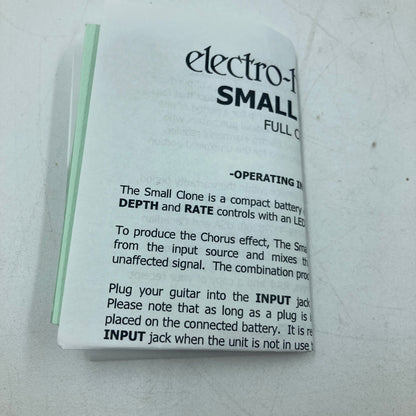 electro-
SMALL
FULL C
-OPERATING IN
The Small Clone is a compact battery
DEPTH and RATE controls with an LED
To produce the Chorus effect, The Sma
from the input source and mixes th
unaffected signal. The combination prod
Plug your guitar into the INPUT jack
Please note that as long as a plug is i
placed on the connected battery. It is re
INPUT jack when the unit is not in use t